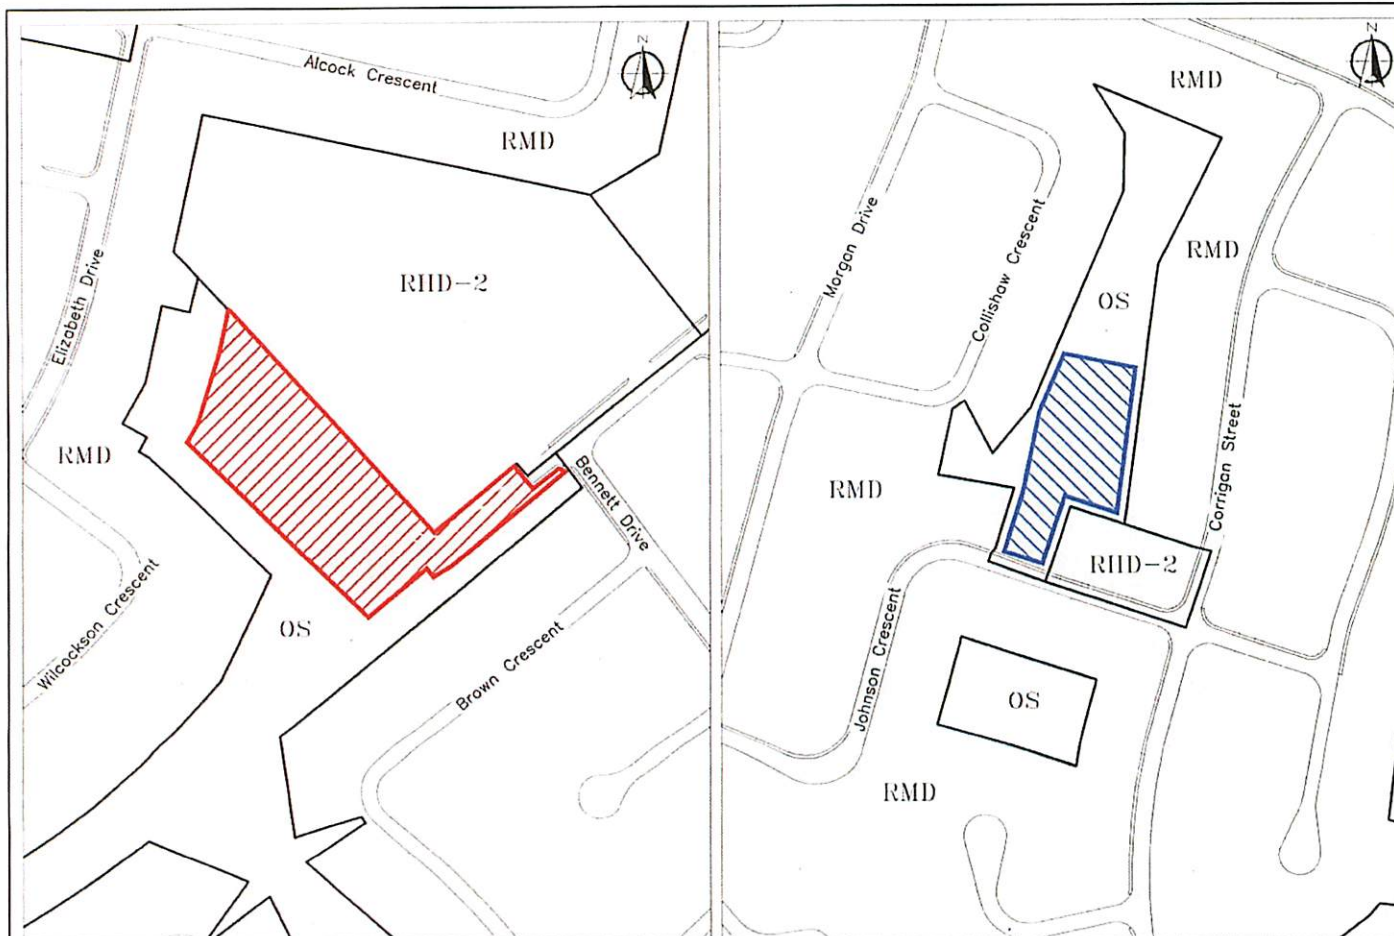 Alcock Crescent
N
RMD
Elizabeth Drive
RHD-2
RMD
Bennett Drive
Wilcockson Crescent
OS
Brown Crescent
N
RMD
Morgan Drive
Collishaw Crescent
RMD
OS
Corrigan Street
RMD
RHD-2
Johnson Crescent
OS
RMD